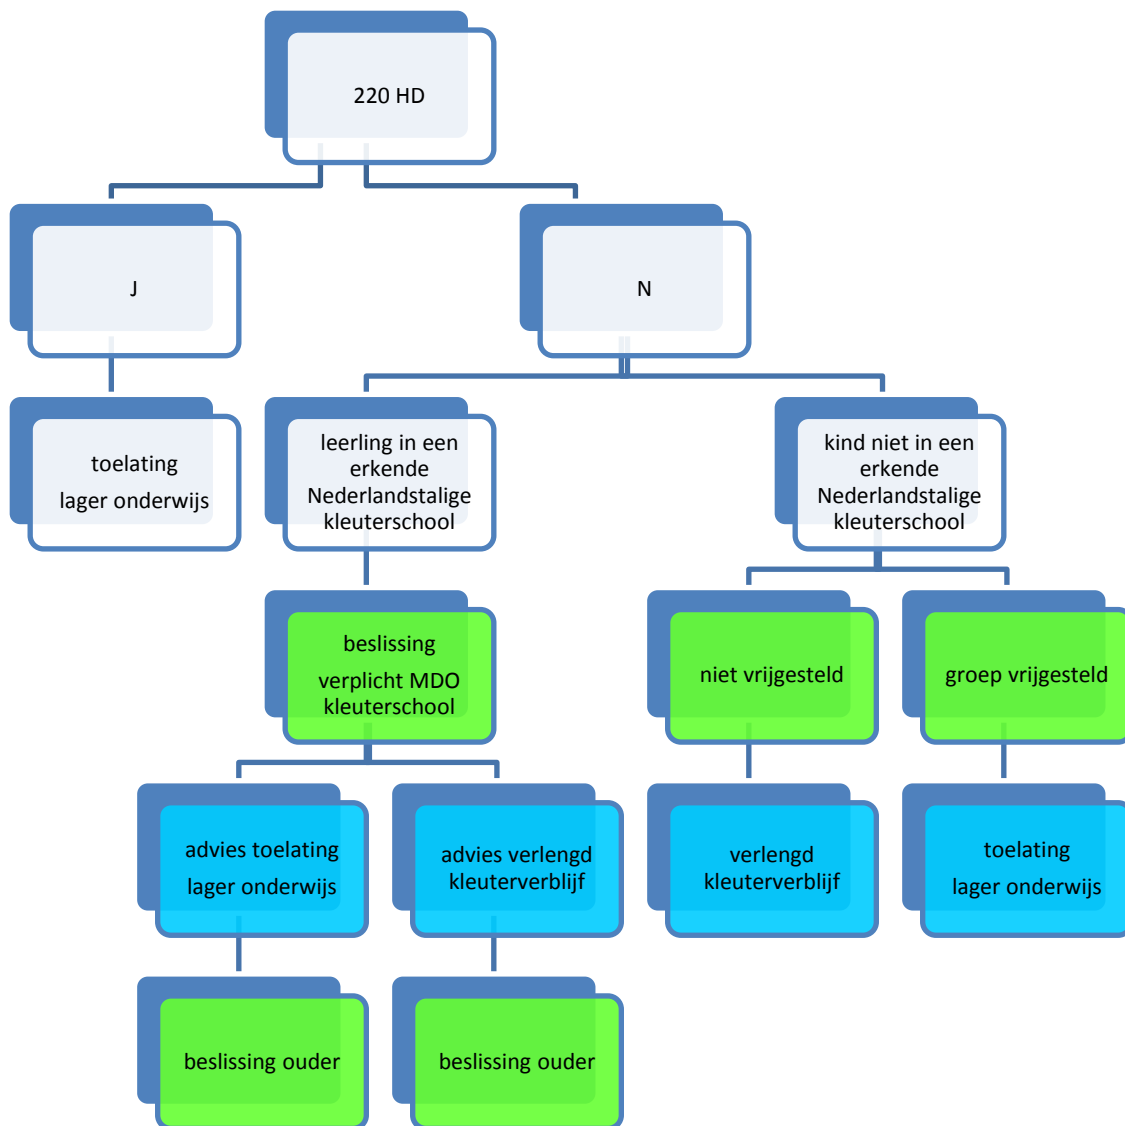 220 HD
J
N
toelating
lager onderwijs
leerling in een
erkende
Nederlandstalige
kleuterschool
kind niet in een
erkende
Nederlandstalige
kleuterschool
beslissing
verplicht MDO
kleuterschool
niet vrijgesteld
groep vrijgesteld
advies toelating
lager onderwijs
advies verlengd
kleuterverblijf
verlengd
kleuterverblijf
toelating
lager onderwijs
beslissing ouder
beslissing ouder